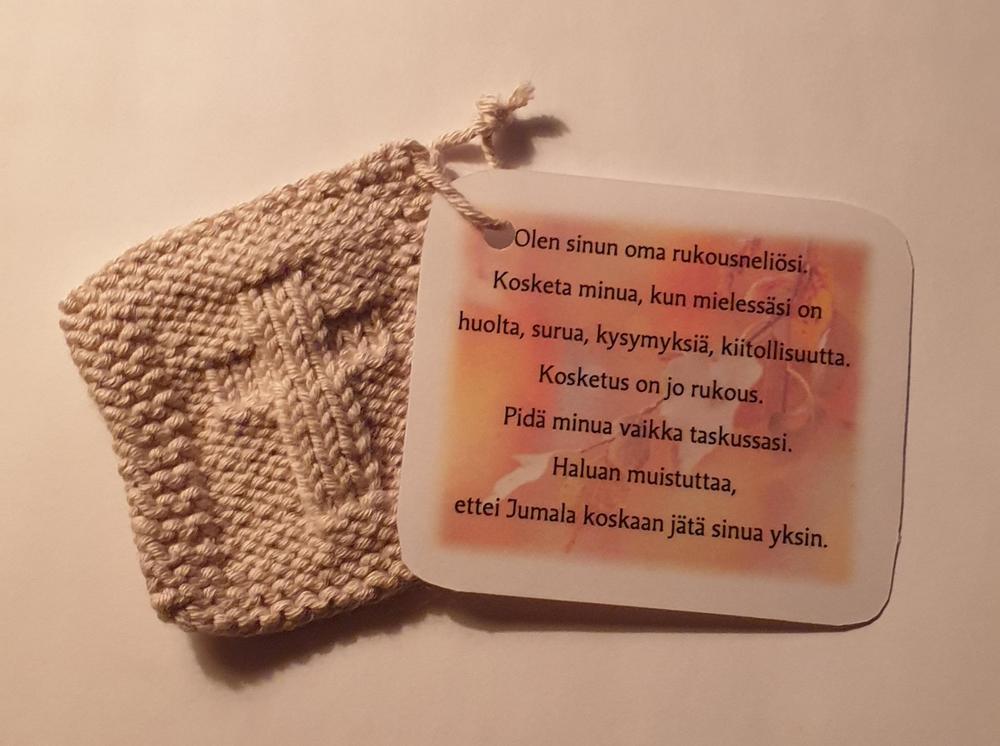 Olen sinun oma rukousneliösi.
Kosketa minua, kun mielessäsi on
huolta, surua, kysymyksiä, kiitollisuutta.
Kosketus on jo rukous.
Pidä minua vaikka taskussasi.
Haluan muistuttaa,
ettei Jumala koskaan jätä sinua yksin.